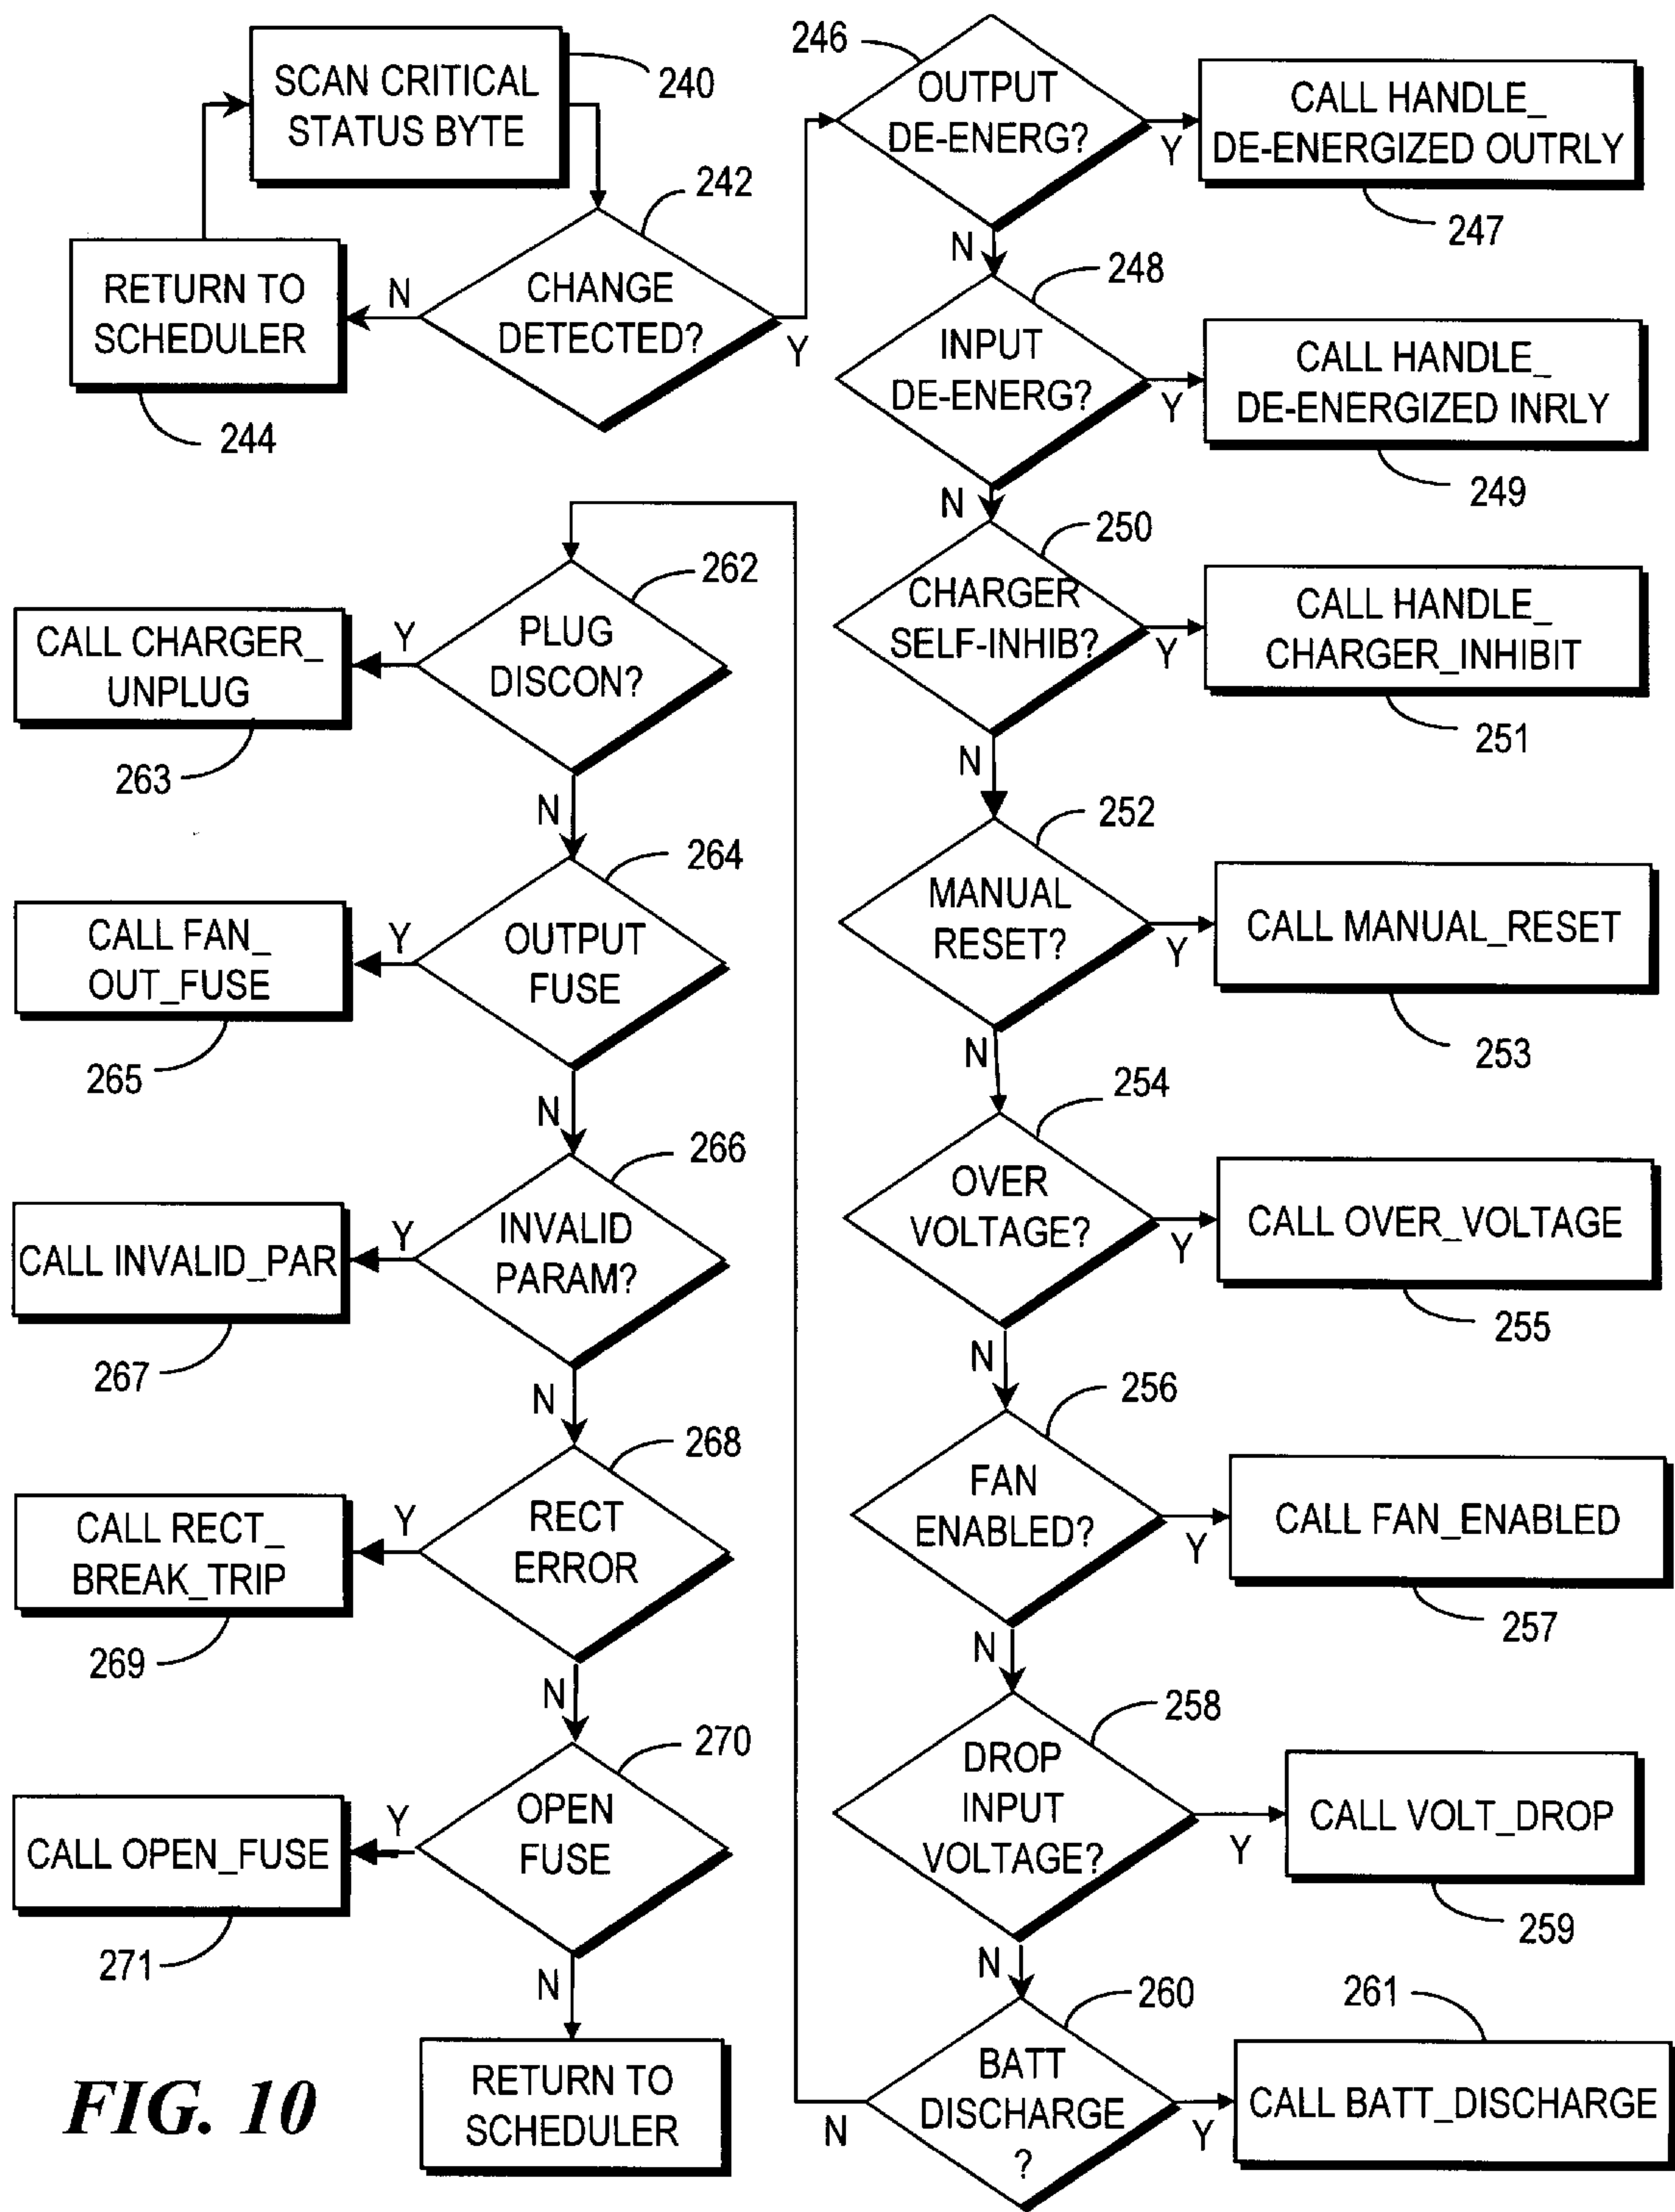 SCAN CRITICAL
STATUS BYTE
240
242
CHANGE
DETECTED?
N
Y
RETURN TO
SCHEDULER
244
246
OUTPUT
DE-ENERG?
Y
N
CALL HANDLE_
DE-ENERGIZED OUTRLY
247
248
INPUT
DE-ENERG?
Y
N
CALL HANDLE_
DE-ENERGIZED INRLY
249
250
CHARGER
SELF-INHIB?
Y
N
CALL HANDLE_
CHARGER_INHIBIT
251
252
MANUAL
RESET?
Y
N
CALL MANUAL_RESET
253
254
OVER
VOLTAGE?
Y
N
CALL OVER_VOLTAGE
255
256
FAN
ENABLED?
Y
N
CALL FAN_ENABLED
257
258
DROP
INPUT
VOLTAGE?
Y
N
CALL VOLT_DROP
259
260
BATT
DISCHARGE
?
Y
N
261
CALL BATT_DISCHARGE
262
PLUG
DISCON?
Y
N
CALL CHARGER_
UNPLUG
263
264
OUTPUT
FUSE
Y
N
CALL FAN_
OUT_FUSE
265
266
INVALID
PARAM?
Y
N
CALL INVALID_PAR
267
268
RECT
ERROR
Y
N
CALL RECT_
BREAK_TRIP
269
270
OPEN
FUSE
Y
N
CALL OPEN_FUSE
271
RETURN TO
SCHEDULER
FIG. 10